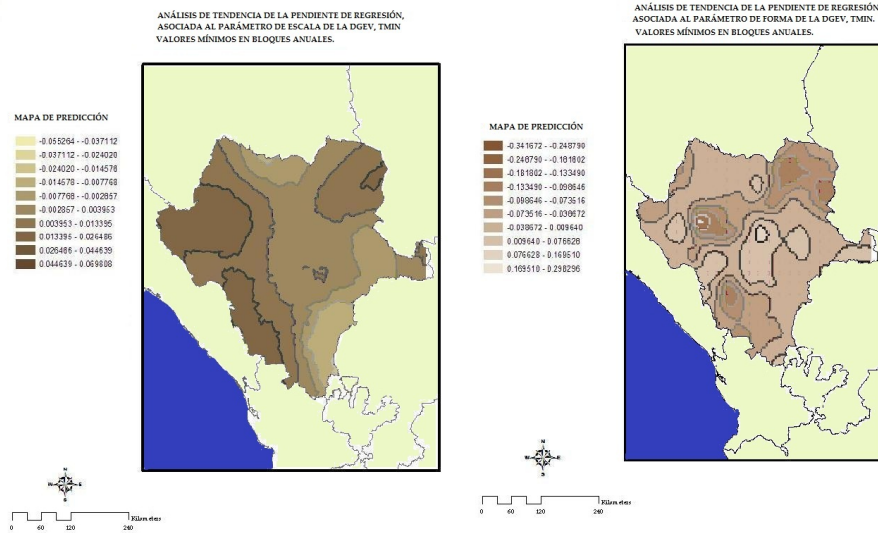 ANÁLISIS DE TENDENCIA DE LA PENDIENTE DE REGRESIÓN,
ASOCIADA AL PARÁMETRO DE ESCALA DE LA DGEV, TMIN
VALORES MÍNIMOS EN BLOQUES ANUALES.
MAPA DE PREDICCIÓN
-0.055264 - -0.037112
-0.037112 - -0.024020
-0.024020 - -0.014576
-0.014578 - -0.007768
-0.007768 - -0.002857
-0.002857 - 0.003953
0.003953 - 0.013395
0.013395 - 0.026486
0.026486 - 0.044639
0.044639 - 0.069808
N
W
E
S
Kilometers
0 60 120 240
ANÁLISIS DE TENDENCIA DE LA PENDIENTE DE REGRESIÓN
ASOCIADA AL PARÁMETRO DE FORMA DE LA DGEV, TMIN.
VALORES MÍNIMOS EN BLOQUES ANUALES.
MAPA DE PREDICCIÓN
-0.341672 - -0.248790
-0.248790 - -0.181802
-0.181802 - -0.133490
-0.133490 - -0.098646
-0.098646 - -0.073516
-0.073516 - -0.038672
-0.038672 - 0.009640
0.009640 - 0.076628
0.076628 - 0.169510
0.169510 - 0.298296
N
W
E
S
Kilometers
0 60 120 240